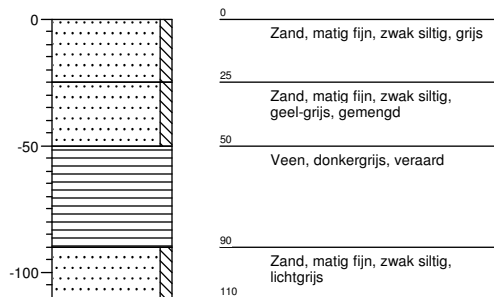 0
0
Zand, matig fijn, zwak siltig, grijs
25
Zand, matig fijn, zwak siltig,
geel-grijs, gemengd
-50
50
Veen, donkergrijs, veraard
90
Zand, matig fijn, zwak siltig,
lichtgrijs
-100
110